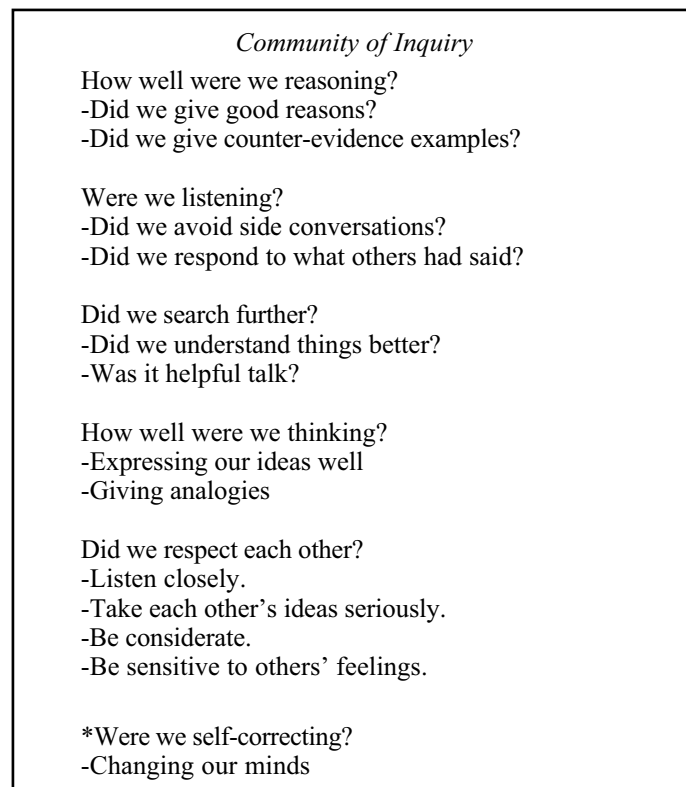 Community of Inquiry
How well were we reasoning?
-Did we give good reasons?
-Did we give counter-evidence examples?
Were we listening?
-Did we avoid side conversations?
-Did we respond to what others had said?
Did we search further?
-Did we understand things better?
-Was it helpful talk?
How well were we thinking?
-Expressing our ideas well
-Giving analogies
Did we respect each other?
-Listen closely.
-Take each other’s ideas seriously.
-Be considerate.
-Be sensitive to others’ feelings.
*Were we self-correcting?
-Changing our minds